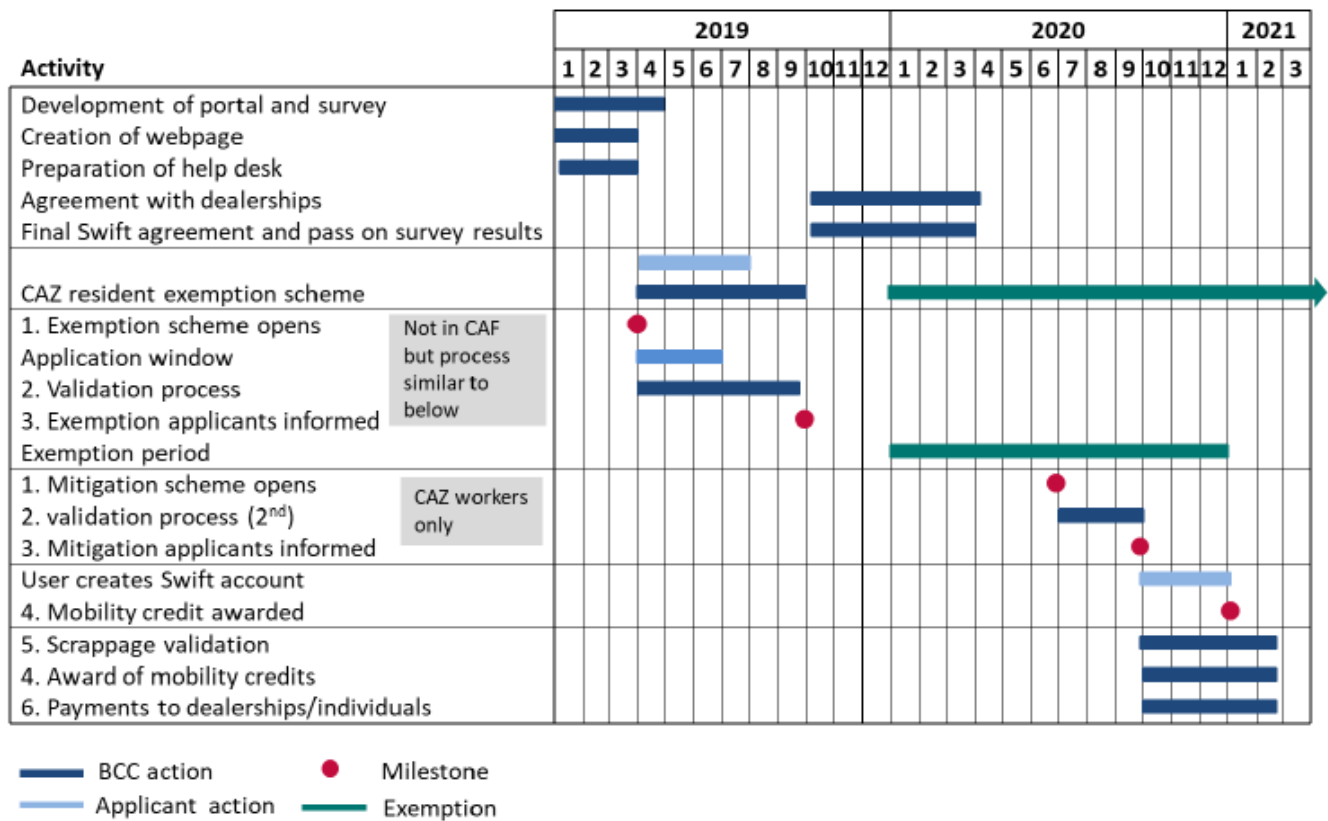 2019 2020 2021
Activity 1 2 3 4 5 6 7 8 9 10 11 12 1 2 3 4 5 6 7 8 9 10 11 12 1 2 3
Development of portal and survey
Creation of webpage
Preparation of help desk
Agreement with dealerships
Final Swift agreement and pass on survey results
CAZ resident exemption scheme
1. Exemption scheme opens
Application window
2. Validation process
3. Exemption applicants informed
Not in CAF
but process
similar to
below
Exemption period
1. Mitigation scheme opens
2. validation process (2nd)
3. Mitigation applicants informed
CAZ workers
only
User creates Swift account
4. Mobility credit awarded
5. Scrappage validation
4. Award of mobility credits
6. Payments to dealerships/individuals
BCC action Milestone
Applicant action Exemption